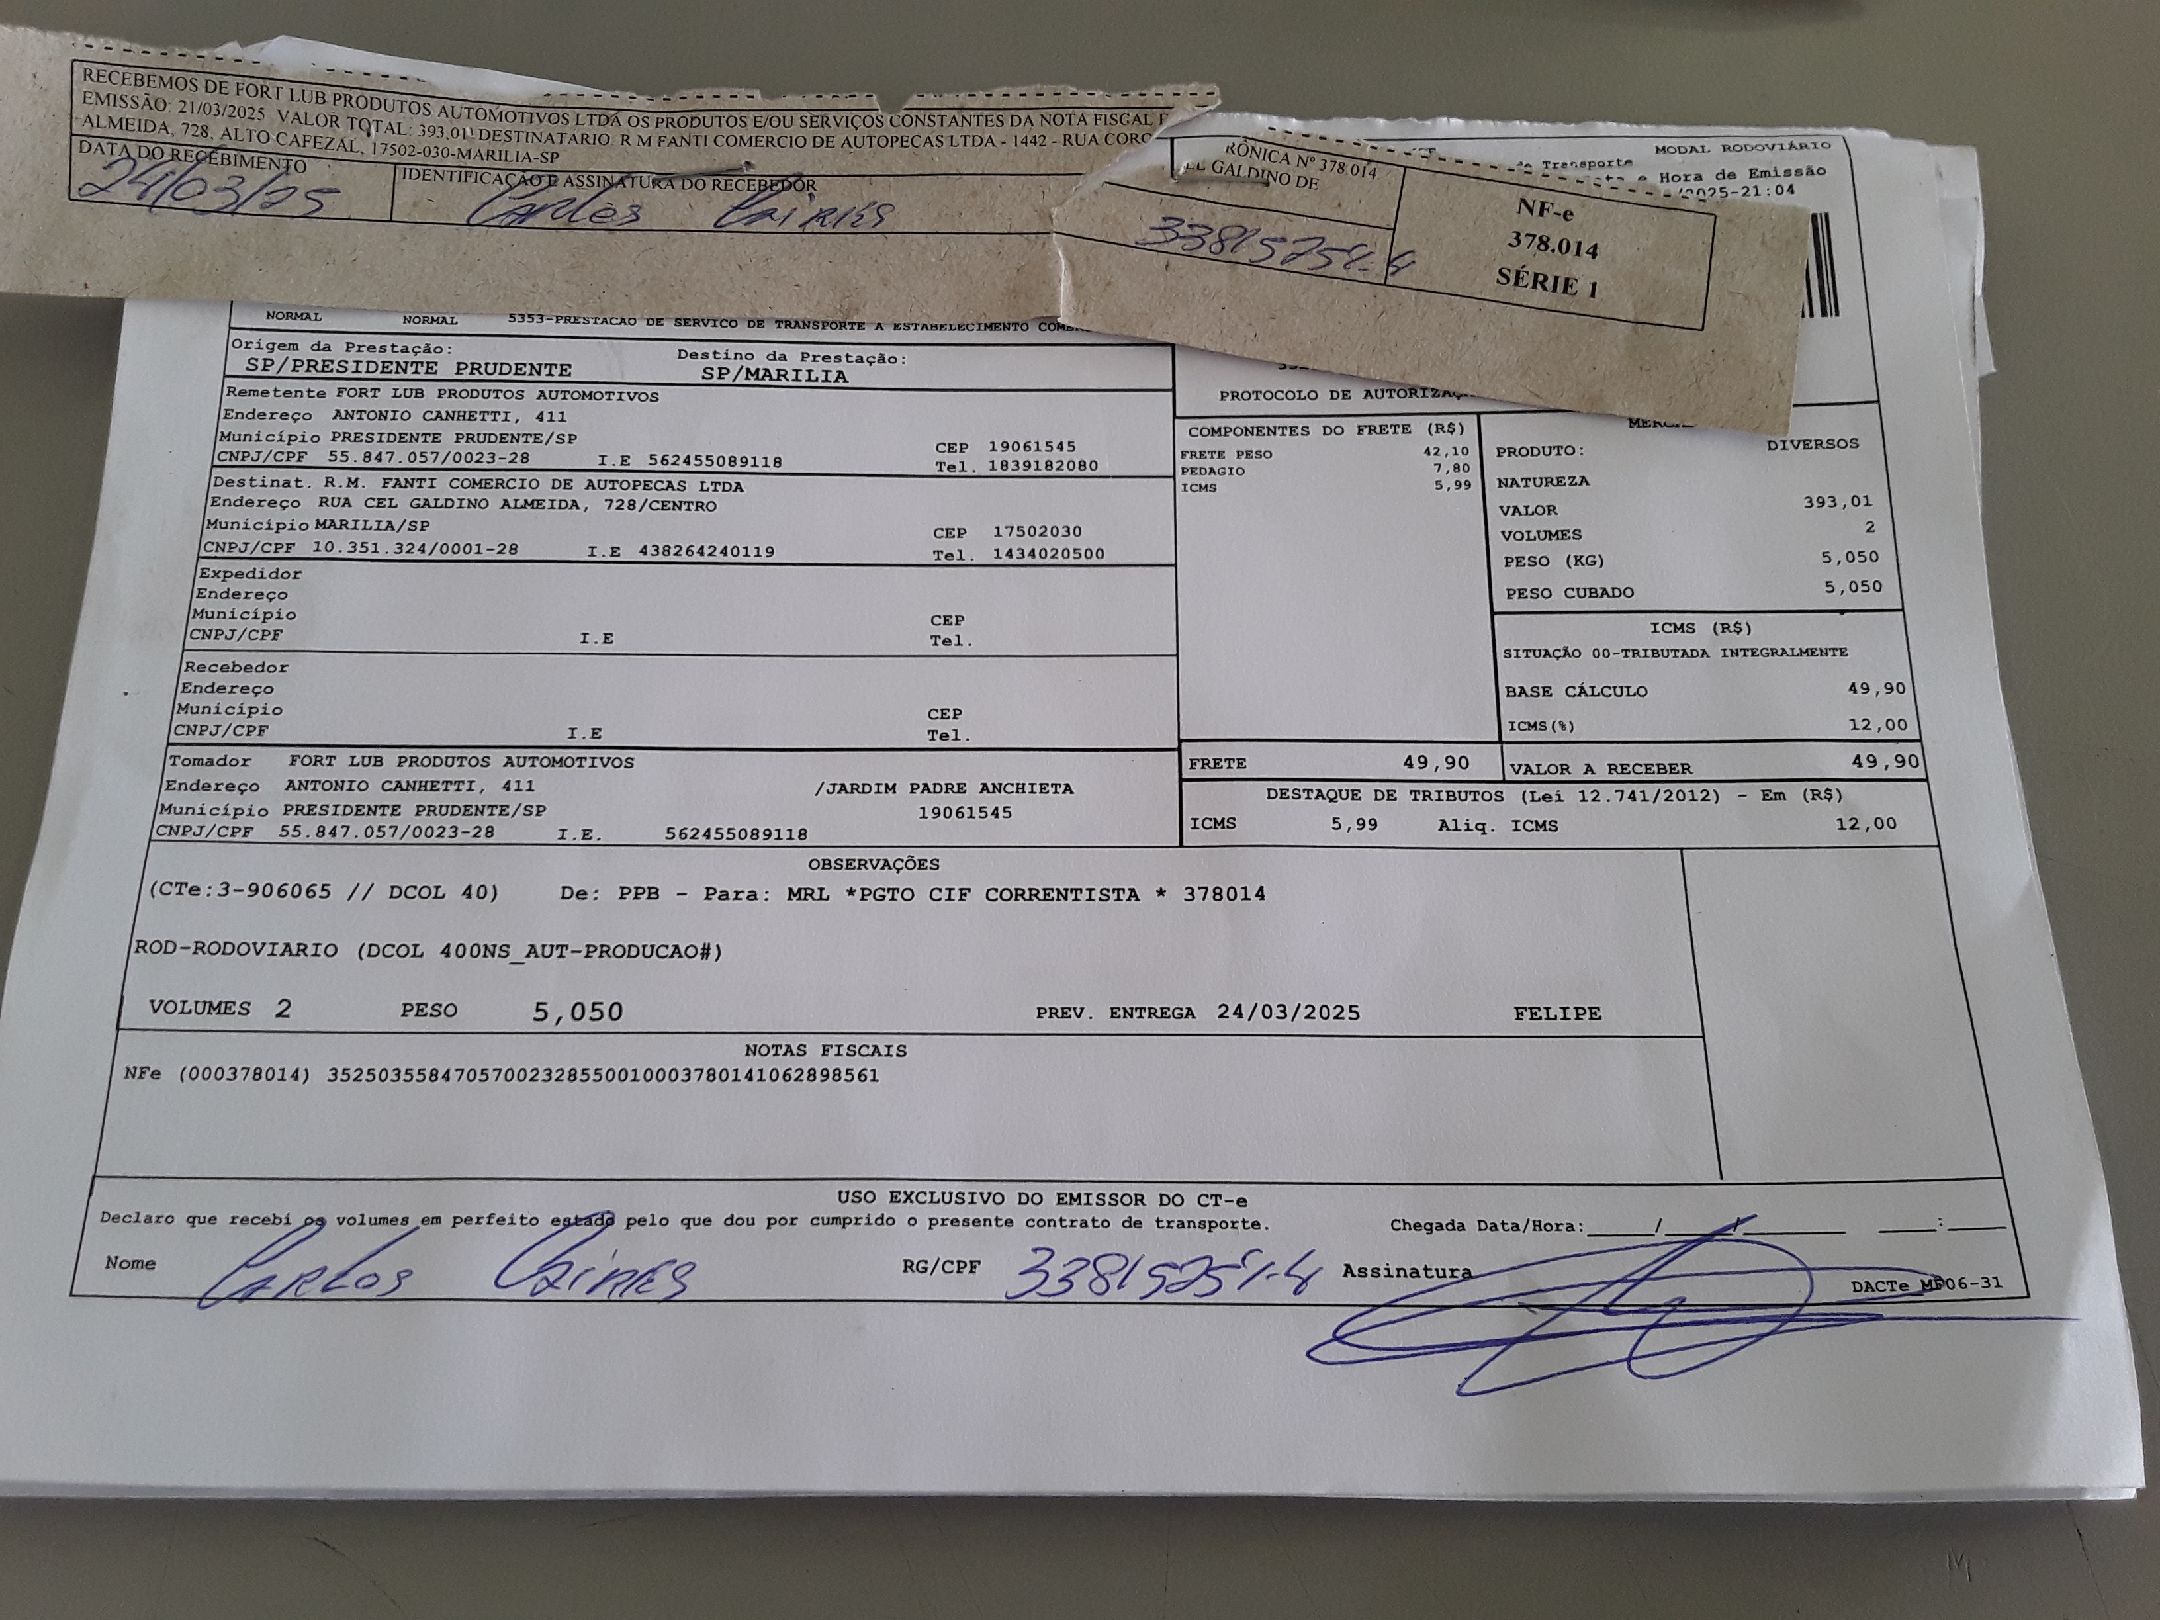 RECEBEMOS DE FORT LUB PRODUTOS AUTOMOTIVOS LTDA OS PRODUTOS E/OU SERVIÇOS CONSTANTES DA NOTA FISCAL
RÔNICA Nº 378.014
EMISSÃO: 21/03/2025 VALOR TOTAL: 393,01 DESTINATARIO: R M FANTI COMERCIO DE AUTOPECAS LTDA - 1442 - RUA CORO
EL GALDINO DE
ALMEIDA, 728, ALTO CAFEZAL, 17502-030-MARILIA-SP
DATA DO RECEBIMENTO
IDENTIFICAÇÃO E ASSINATURA DO RECEBEDOR
24/03/25 Carlos
NF-e
378.014
SÉRIE 1
MODAL RODOVIÁRIO
de Transporte
e Hora de Emissão
/2025-21:04
NORMAL NORMAL 5353-PRESTACAO DE SERVICO DE TRANSPORTE A ESTABELECIMENTO
Origem da Prestação: Destino da Prestação:
SP/PRESIDENTE PRUDENTE SP/MARILIA
Remetente FORT LUB PRODUTOS AUTOMOTIVOS
Endereço ANTONIO CANHETTI, 411
Município PRESIDENTE PRUDENTE/SP CEP 19061545
CNPJ/CPF 55.847.057/0023-28 I.E 562455089118 Tel. 1839182080
Destinat. R.M. FANTI COMERCIO DE AUTOPECAS LTDA
Endereço RUA CEL GALDINO ALMEIDA, 728/CENTRO
Município MARILIA/SP CEP 17502030
CNPJ/CPF 10.351.324/0001-28 I.E 438264240119 Tel. 1434020500
Expedidor
Endereço
Município CEP
CNPJ/CPF I.E Tel.
Recebedor
Endereço
Município CEP
CNPJ/CPF I.E Tel.
Tomador FORT LUB PRODUTOS AUTOMOTIVOS
Endereço ANTONIO CANHETTI, 411 /JARDIM PADRE ANCHIETA
Município PRESIDENTE PRUDENTE/SP 19061545
CNPJ/CPF 55.847.057/0023-28 I.E. 562455089118
PROTOCOLO DE
COMPONENTES DO FRETE (R$)
FRETE PESO 42,10
PEDAGIO 7,80
ICMS 5,99
PRODUTO: DIVERSOS
NATUREZA
VALOR 393,01
VOLUMES 2
PESO (KG) 5,050
PESO CUBADO 5,050
ICMS (R$)
SITUAÇÃO 00-TRIBUTADA INTEGRALMENTE
BASE CÁLCULO 49,90
ICMS(%) 12,00
FRETE 49,90 VALOR A RECEBER 49,90
DESTAQUE DE TRIBUTOS (Lei 12.741/2012) - Em (R$)
ICMS 5,99 Aliq. ICMS 12,00
OBSERVAÇÕES
(CTe:3-906065 // DCOL 40) De: PPB - Para: MRL *PGTO CIF CORRENTISTA * 378014
ROD-RODOVIARIO (DCOL 400NS_AUT-PRODUCAO#)
VOLUMES 2 PESO 5,050 PREV. ENTREGA 24/03/2025 FELIPE
NOTAS FISCAIS
NFe (000378014) 35250355847057002328550010003780141062898561
USO EXCLUSIVO DO EMISSOR DO CT-e
Declaro que recebi os volumes em perfeito estado pelo que dou por cumprido o presente contrato de transporte. Chegada Data/Hora:____/____/____ ___:____
Nome Carlos RG/CPF Assinatura
DACTe MP06-31